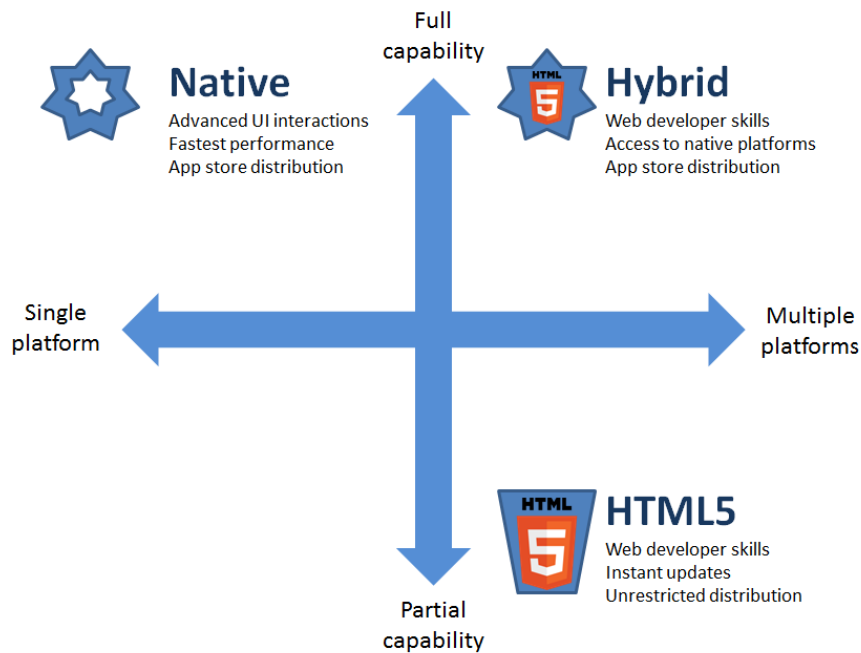 Full
capability
Native
Advanced UI interactions
Fastest performance
App store distribution
HTML
5
Hybrid
Web developer skills
Access to native platforms
App store distribution
Single
platform
Multiple
platforms
HTML
5
HTML5
Web developer skills
Instant updates
Unrestricted distribution
Partial
capability